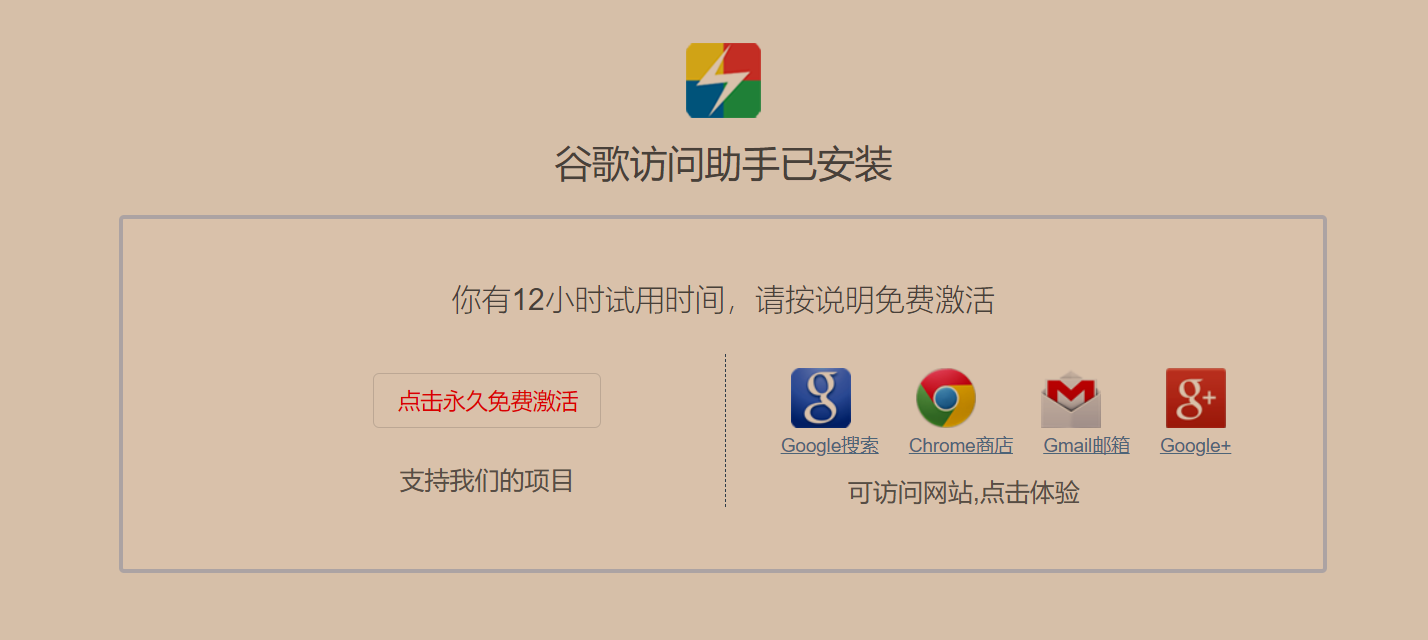 谷歌访问助手已安装
你有12小时试用时间，请按说明免费激活
点击永久免费激活
支持我们的项目
Google搜索 Chrome商店 Gmail邮箱 Google+
可访问网站,点击体验